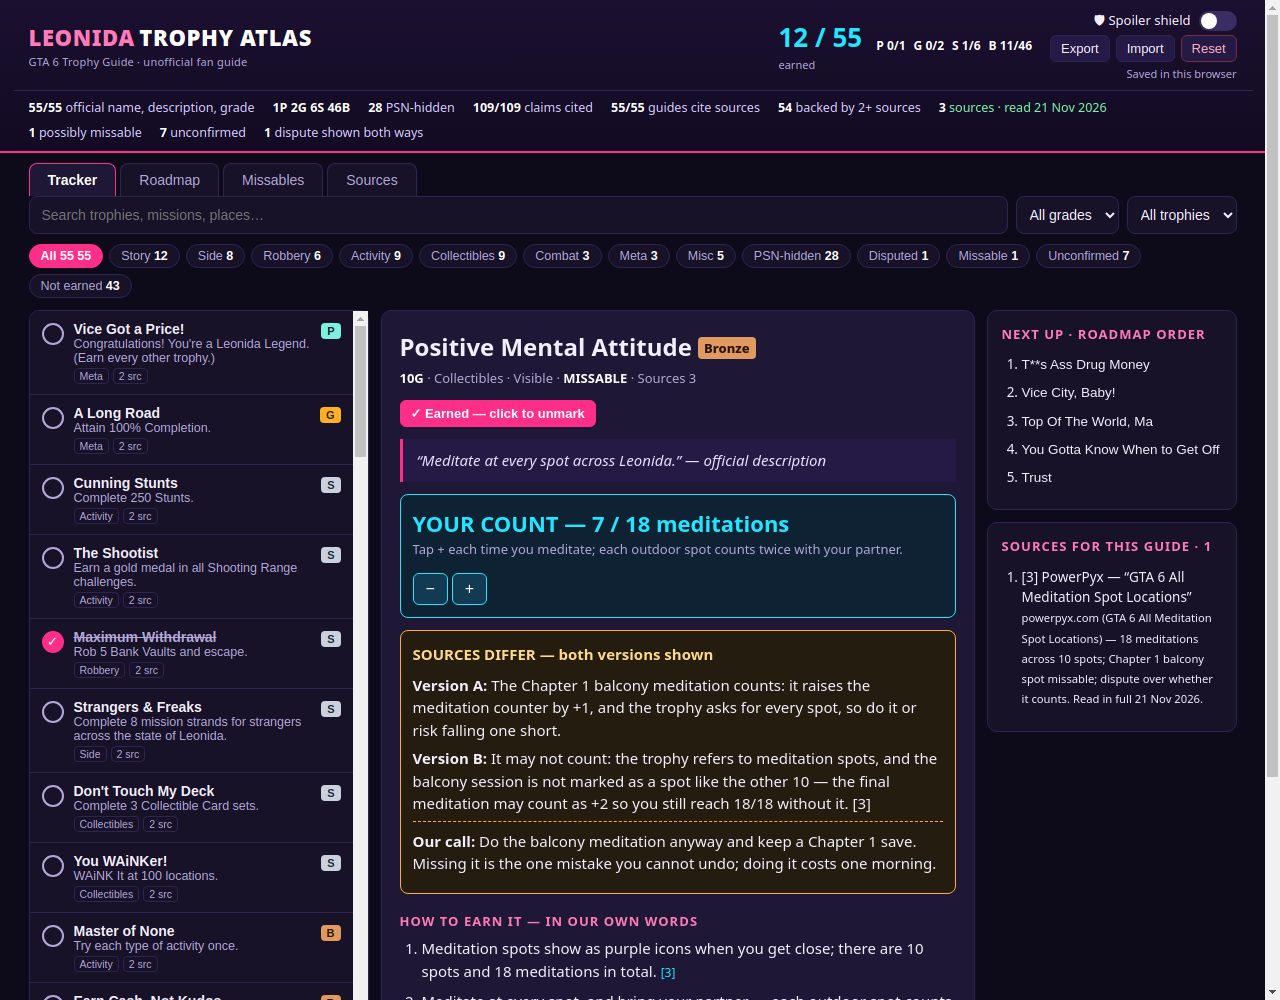 LEONIDA TROPHY ATLAS
GTA 6 Trophy Guide · unofficial fan guide
12 / 55
earned
P 0/1 G 0/2 S 1/6 B 11/46
Spoiler shield
Export
Import
Reset
Saved in this browser
55/55 official name, description, grade
1P 2G 6S 46B
28 PSN-hidden
109/109 claims cited
55/55 guides cite sources
54 backed by 2+ sources
3 sources · read 21 Nov 2026
1 possibly missable
7 unconfirmed
1 dispute shown both ways
Tracker
Roadmap
Missables
Sources
Search trophies, missions, places…
All grades
All trophies
All 55 55
Story 12
Side 8
Robbery 6
Activity 9
Collectibles 9
Combat 3
Meta 3
Misc 5
PSN-hidden 28
Disputed 1
Missable 1
Unconfirmed 7
Not earned 43
Vice Got a Price!
P
Congratulations! You're a Leonida Legend.
(Earn every other trophy.)
Meta
2 src
A Long Road
G
Attain 100% Completion.
Meta
2 src
Cunning Stunts
S
Complete 250 Stunts.
Activity
2 src
The Shootist
S
Earn a gold medal in all Shooting Range
challenges.
Activity
2 src
✓
Maximum Withdrawal
S
Rob 5 Bank Vaults and escape.
Robbery
2 src
Strangers & Freaks
S
Complete 8 mission strands for strangers
across the state of Leonida.
Side
2 src
Don't Touch My Deck
S
Complete 3 Collectible Card sets.
Collectibles
2 src
You WAiNKer!
S
WAiNK It at 100 locations.
Collectibles
2 src
Master of None
B
Try each type of activity once.
Activity
2 src
Earn Cash, Not Kudos
Positive Mental Attitude
Bronze
10G · Collectibles · Visible · MISSABLE · Sources 3
✓ Earned — click to unmark
“Meditate at every spot across Leonida.” — official description
YOUR COUNT — 7 / 18 meditations
Tap + each time you meditate; each outdoor spot counts twice with your partner.
−
+
SOURCES DIFFER — both versions shown
Version A: The Chapter 1 balcony meditation counts: it raises the
meditation counter by +1, and the trophy asks for every spot, so do it or
risk falling one short.
Version B: It may not count: the trophy refers to meditation spots, and the
balcony session is not marked as a spot like the other 10 — the final
meditation may count as +2 so you still reach 18/18 without it. [3]
Our call: Do the balcony meditation anyway and keep a Chapter 1 save.
Missing it is the one mistake you cannot undo; doing it costs one morning.
HOW TO EARN IT — IN OUR OWN WORDS
1. Meditation spots show as purple icons when you get close; there are 10
spots and 18 meditations in total. [3]
2. Meditate at every spot, and bring your partner — each outdoor spot counts
NEXT UP · ROADMAP ORDER
1. T**s Ass Drug Money
2. Vice City, Baby!
3. Top Of The World, Ma
4. You Gotta Know When to Get Off
5. Trust
SOURCES FOR THIS GUIDE · 1
1. [3] PowerPyx — “GTA 6 All
Meditation Spot Locations”
powerpyx.com (GTA 6 All Meditation
Spot Locations) — 18 meditations
across 10 spots; Chapter 1 balcony
spot missable; dispute over whether
it counts. Read in full 21 Nov 2026.